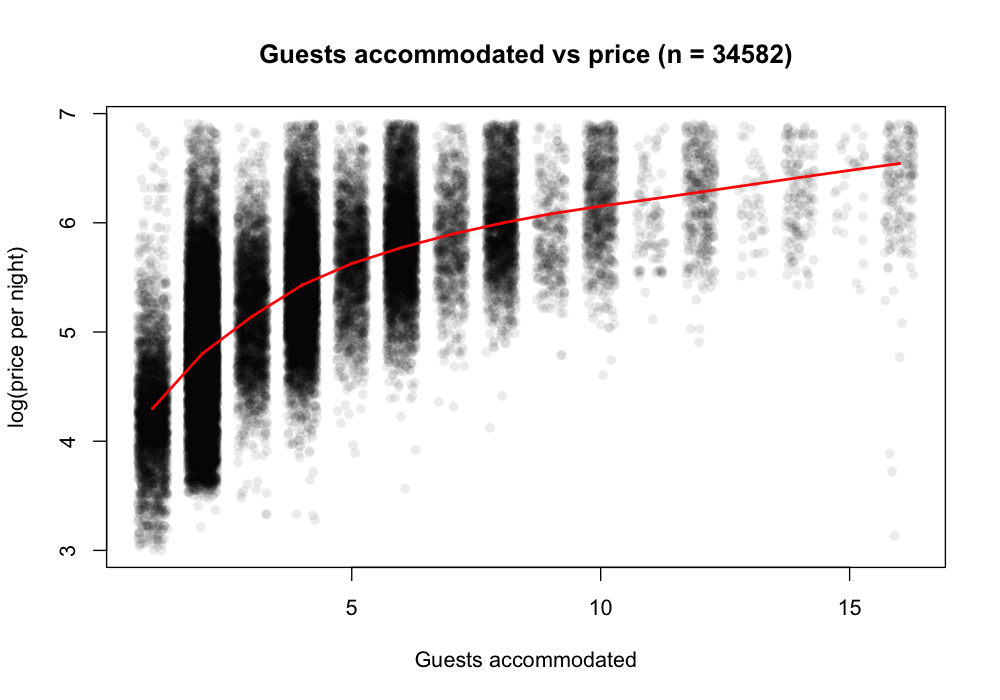 Guests accommodated vs price (n = 34582)
log(price per night)
7
6
5
4
3
5
10
15
Guests accommodated